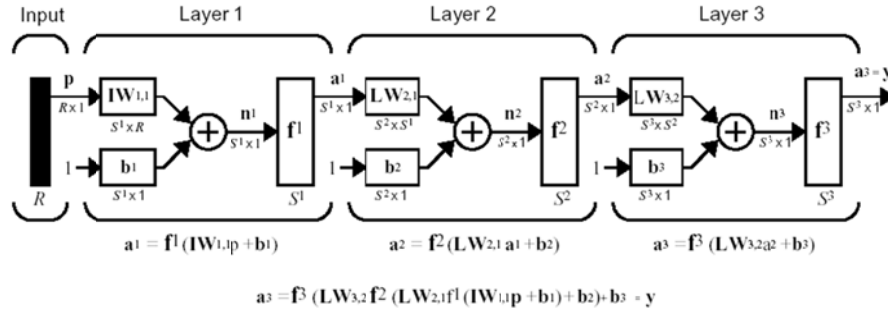 Input Layer 1 Layer 2 Layer 3
p IW1,1 a1 LW2,1 a2 LW3,2 a3 = y
R x 1 S1 x R n1 f1 S1 x 1 S2 x S1 n2 f2 S2 x 1 S3 x S2 n3 f3 S3 x 1
S1 x 1 S2 x 1 S3 x 1
1 b1 1 b2 1 b3
R S1 x 1 S1 S2 x 1 S2 S3 x 1 S3
a1 = f1 (IW1,1p + b1) a2 = f2 (LW2,1 a1 + b2) a3 = f3 (LW3,2a2 + b3)
a3 = f3 (LW3,2 f2 (LW2,1f1 (IW1,1p + b1) + b2)+ b3 = y